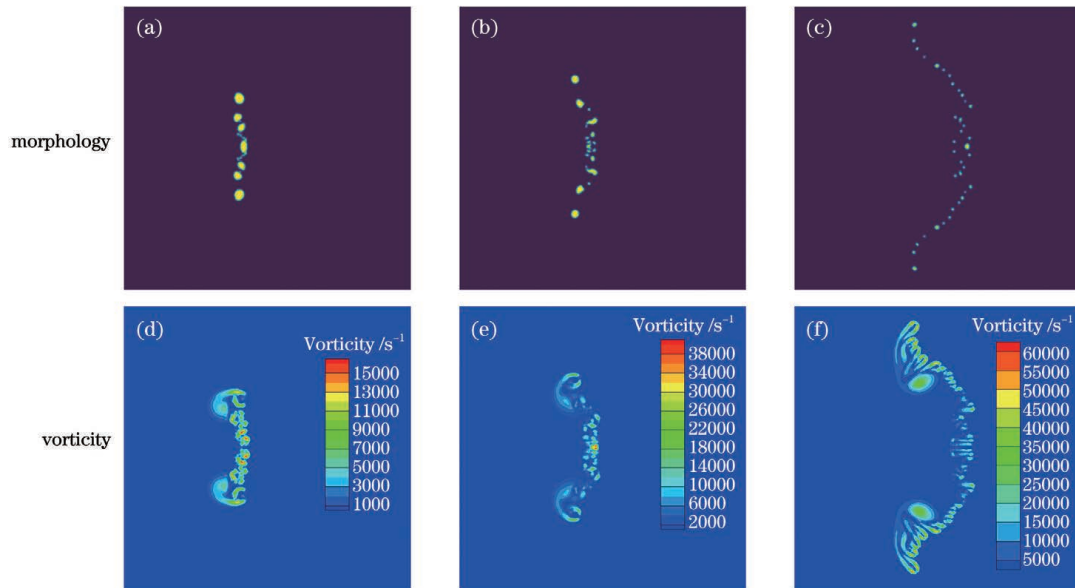 (a)
(b)
(c)
morphology
(d)
(e)
(f)
vorticity
Vorticity /s⁻¹
15000
13000
11000
9000
7000
5000
3000
1000
Vorticity /s⁻¹
38000
34000
30000
26000
22000
18000
14000
10000
6000
2000
Vorticity /s⁻¹
60000
55000
50000
45000
40000
35000
30000
25000
20000
15000
10000
5000